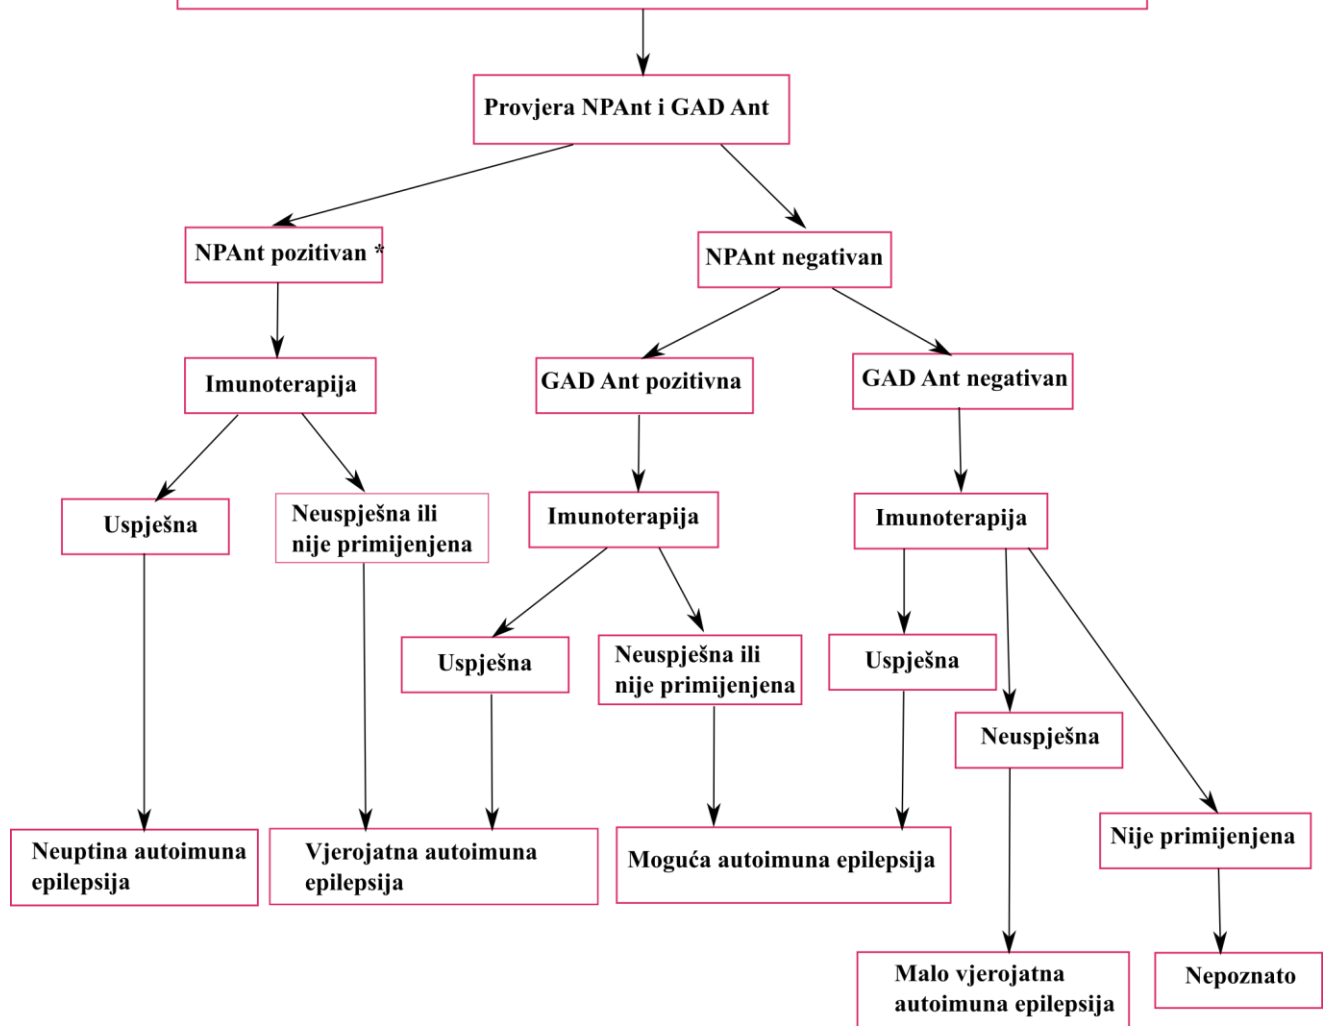 Provjera NPAnt i GAD Ant
NPAnt pozitivan *
NPAnt negativan
Imunoterapija
GAD Ant pozitivna
GAD Ant negativan
Uspješna
Neuspješna ili
nije primijenjena
Imunoterapija
Imunoterapija
Uspješna
Neuspješna ili
nije primijenjena
Uspješna
Neuspješna
Nije primijenjena
Neuptina autoimuna
epilepsija
Vjerojatna autoimuna
epilepsija
Moguća autoimuna epilepsija
Malo vjerojatna
autoimuna epilepsija
Nepoznato